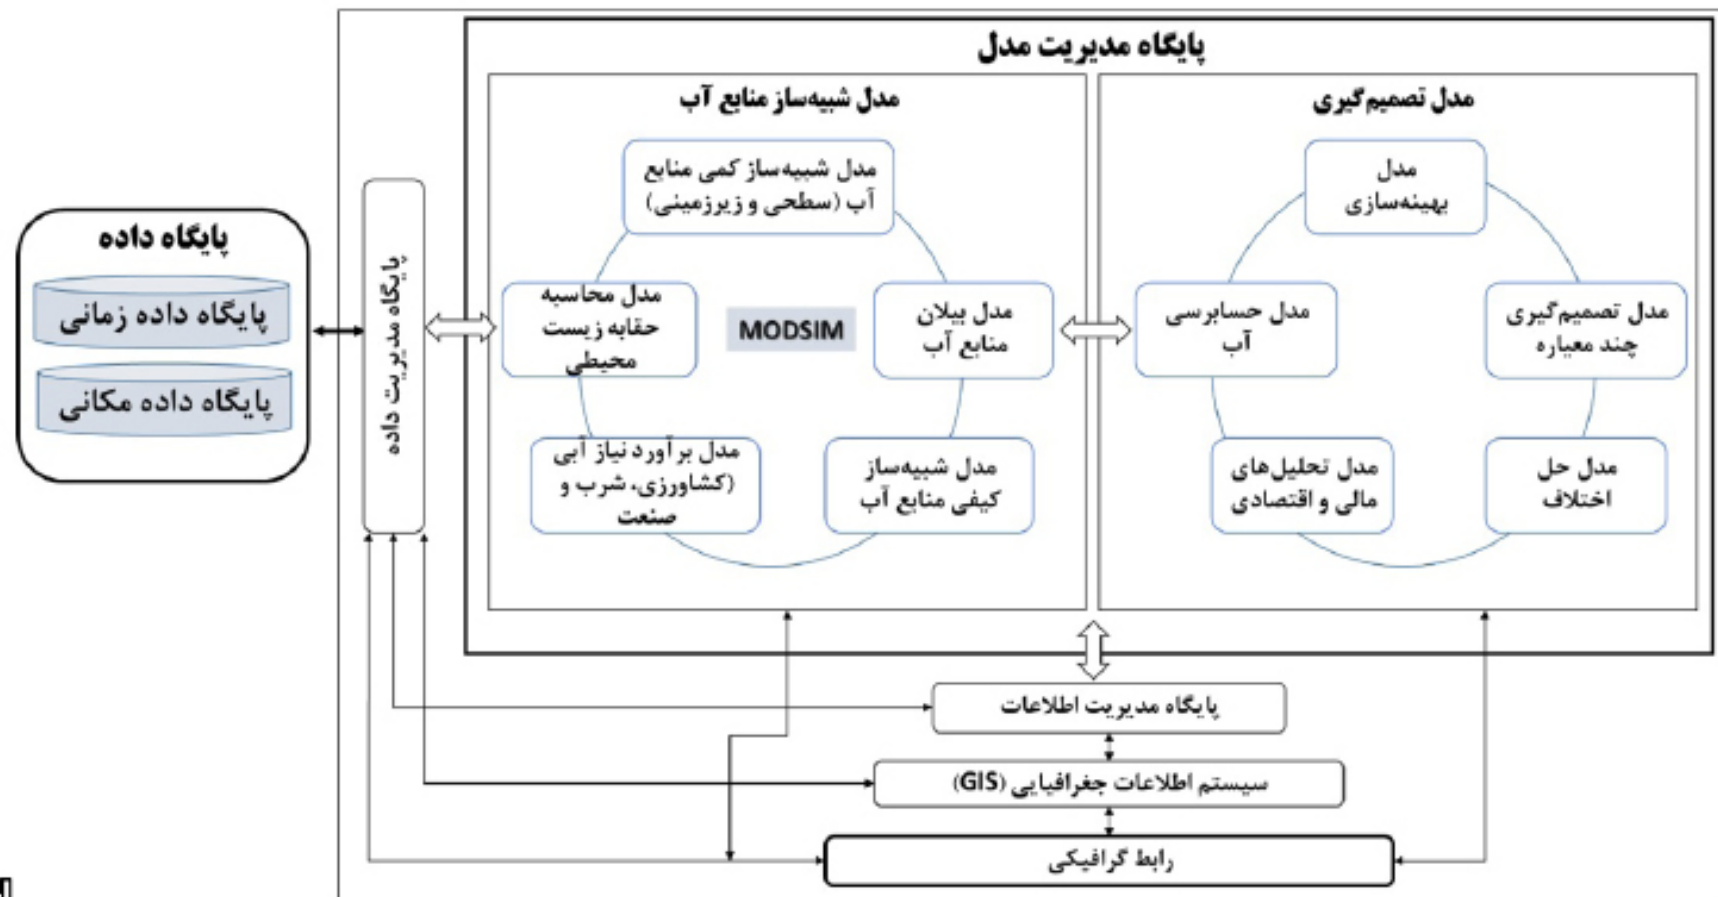 پایگاه مدیریت مدل
مدل تصمیم‌گیری
مدل
بهینه‌سازی
مدل تصمیم‌گیری
چند معیاره
مدل حسابرسی
آب
مدل حل
اختلاف
مدل تحلیل‌های
مالی و اقتصادی
مدل شبیه‌ساز منابع آب
مدل شبیه‌ساز کمی منابع
آب (سطحی و زیرزمینی)
مدل بیلان
منابع آب
MODSIM
مدل محاسبه
حقابه زیست
محیطی
مدل شبیه‌ساز
کیفی منابع آب
مدل برآورد نیاز آبی
(کشاورزی، شرب و
صنعت
پایگاه مدیریت داده
پایگاه داده
پایگاه داده زمانی
پایگاه داده مکانی
پایگاه مدیریت اطلاعات
سیستم اطلاعات جغرافیایی (GIS)
رابط گرافیکی
¶